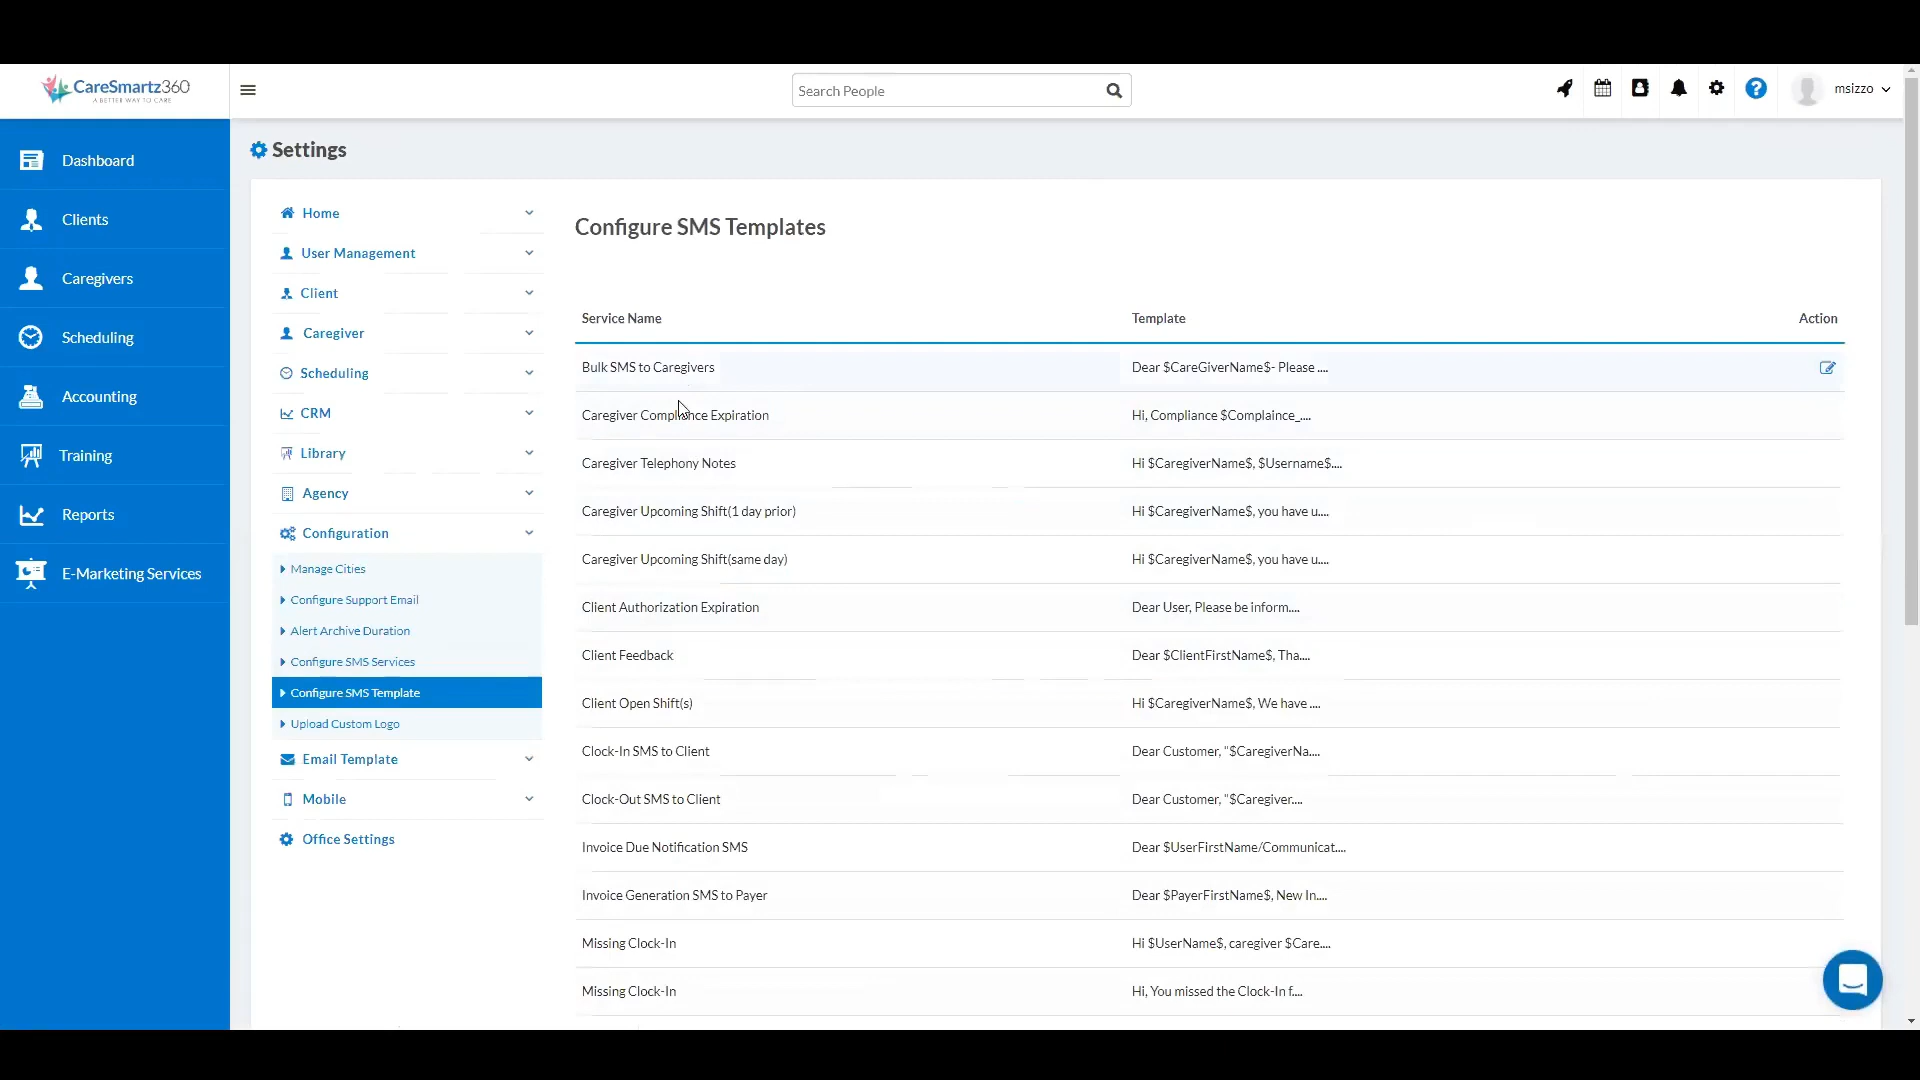 CareSmartz360
A BETTER WAY TO CARE
Search People
msizzo
Dashboard
Clients
Caregivers
Scheduling
Accounting
Training
Reports
E-Marketing Services
Settings
Home
User Management
Client
Caregiver
Scheduling
CRM
Library
Agency
Configuration
Manage Cities
Configure Support Email
Alert Archive Duration
Configure SMS Services
Configure SMS Template
Upload Custom Logo
Email Template
Mobile
Office Settings
Configure SMS Templates
Service Name Template Action
Bulk SMS to Caregivers Dear $CareGiverName$- Please ....
Caregiver Compliance Expiration Hi, Compliance $Complaince_....
Caregiver Telephony Notes Hi $CaregiverName$, $Username$....
Caregiver Upcoming Shift(1 day prior) Hi $CaregiverName$, you have u....
Caregiver Upcoming Shift(same day) Hi $CaregiverName$, you have u....
Client Authorization Expiration Dear User, Please be inform....
Client Feedback Dear $ClientFirstName$, Tha....
Client Open Shift(s) Hi $CaregiverName$, We have ....
Clock-In SMS to Client Dear Customer, "$CaregiverNa....
Clock-Out SMS to Client Dear Customer, "$Caregiver....
Invoice Due Notification SMS Dear $UserFirstName/Communicat....
Invoice Generation SMS to Payer Dear $PayerFirstName$, New In....
Missing Clock-In Hi $UserName$, caregiver $Care....
Missing Clock-In Hi, You missed the Clock-In f....